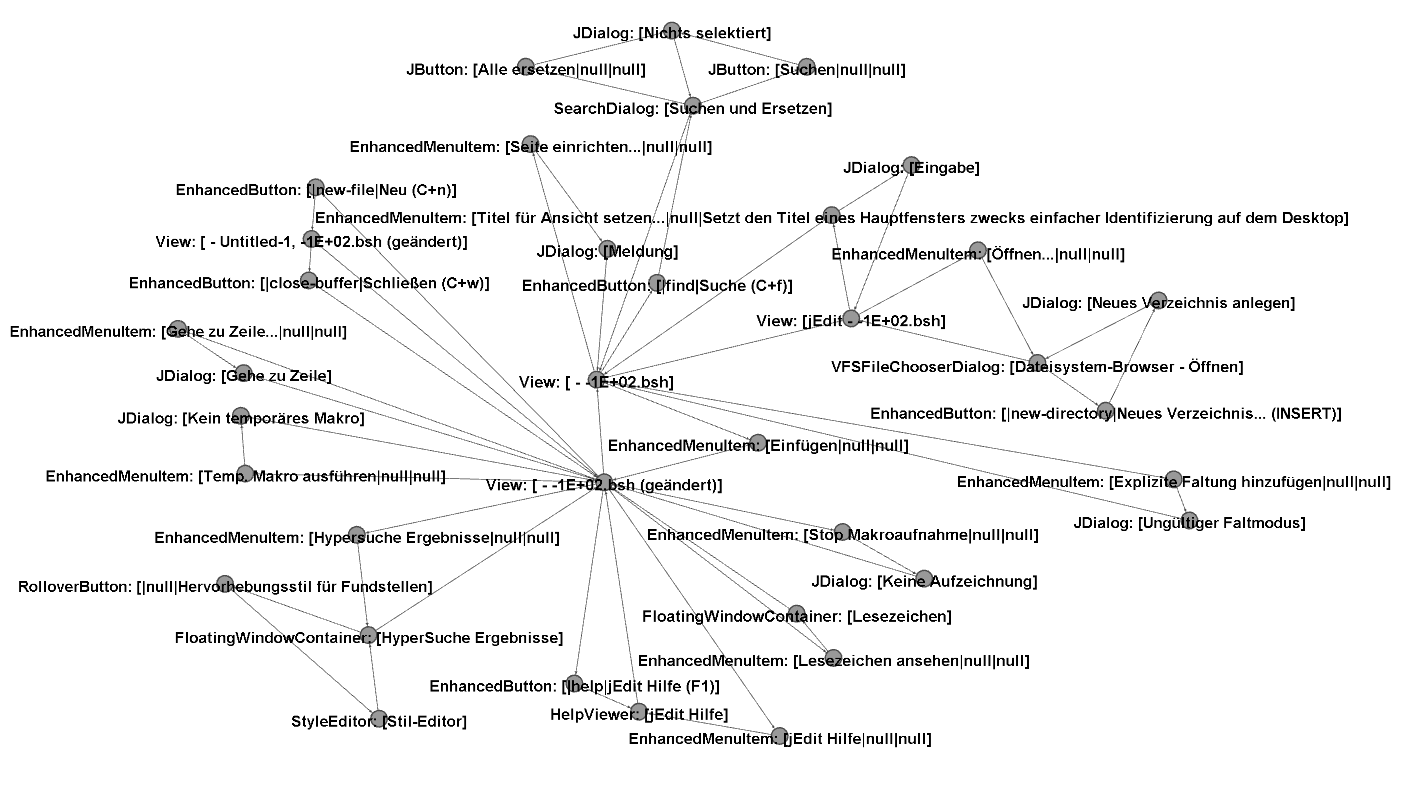 JDialog: [Nichts selektiert]
JButton: [Alle ersetzen|null|null]
JButton: [Suchen|null|null]
SearchDialog: [Suchen und Ersetzen]
EnhancedMenuItem: [Seite einrichten...|null|null]
JDialog: [Eingabe]
EnhancedButton: [|new-file|Neu (C+n)]
EnhancedMenuItem: [Titel für Ansicht setzen...|null|Setzt den Titel eines Hauptfensters zwecks einfacher Identifizierung auf dem Desktop]
View: [ - Untitled-1, -1E+02.bsh (geändert)]
JDialog: [Meldung]
EnhancedMenuItem: [Öffnen...|null|null]
EnhancedButton: [|close-buffer|Schließen (C+w)]
EnhancedButton: [|find|Suche (C+f)]
JDialog: [Neues Verzeichnis anlegen]
View: [jEdit - -1E+02.bsh]
EnhancedMenuItem: [Gehe zu Zeile...|null|null]
VFSFileChooserDialog: [Dateisystem-Browser - Öffnen]
JDialog: [Gehe zu Zeile]
View: [ - -1E+02.bsh]
EnhancedButton: [|new-directory|Neues Verzeichnis... (INSERT)]
JDialog: [Kein temporäres Makro]
EnhancedMenuItem: [Einfügen|null|null]
EnhancedMenuItem: [Temp. Makro ausführen|null|null]
EnhancedMenuItem: [Explizite Faltung hinzufügen|null|null]
View: [ - -1E+02.bsh (geändert)]
JDialog: [Ungültiger Faltmodus]
EnhancedMenuItem: [Hypersuche Ergebnisse|null|null]
EnhancedMenuItem: [Stop Makroaufnahme|null|null]
JDialog: [Keine Aufzeichnung]
RolloverButton: [|null|Hervorhebungsstil für Fundstellen]
FloatingWindowContainer: [Lesezeichen]
FloatingWindowContainer: [HyperSuche Ergebnisse]
EnhancedMenuItem: [Lesezeichen ansehen|null|null]
EnhancedButton: [|help|jEdit Hilfe (F1)]
HelpViewer: [jEdit Hilfe]
StyleEditor: [Stil-Editor]
EnhancedMenuItem: [jEdit Hilfe|null|null]